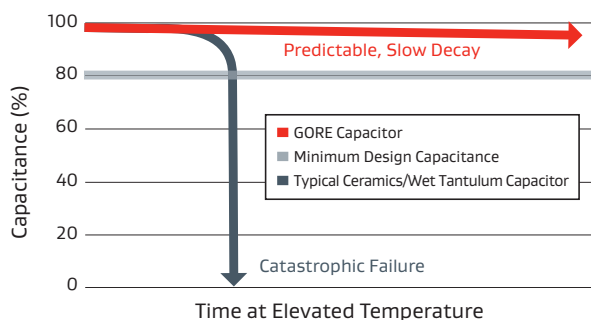 100
Predictable, Slow Decay
80
60
GORE Capacitor
Minimum Design Capacitance
40
Typical Ceramics/Wet Tantulum Capacitor
20
Catastrophic Failure
0
Capacitance (%)
Time at Elevated Temperature